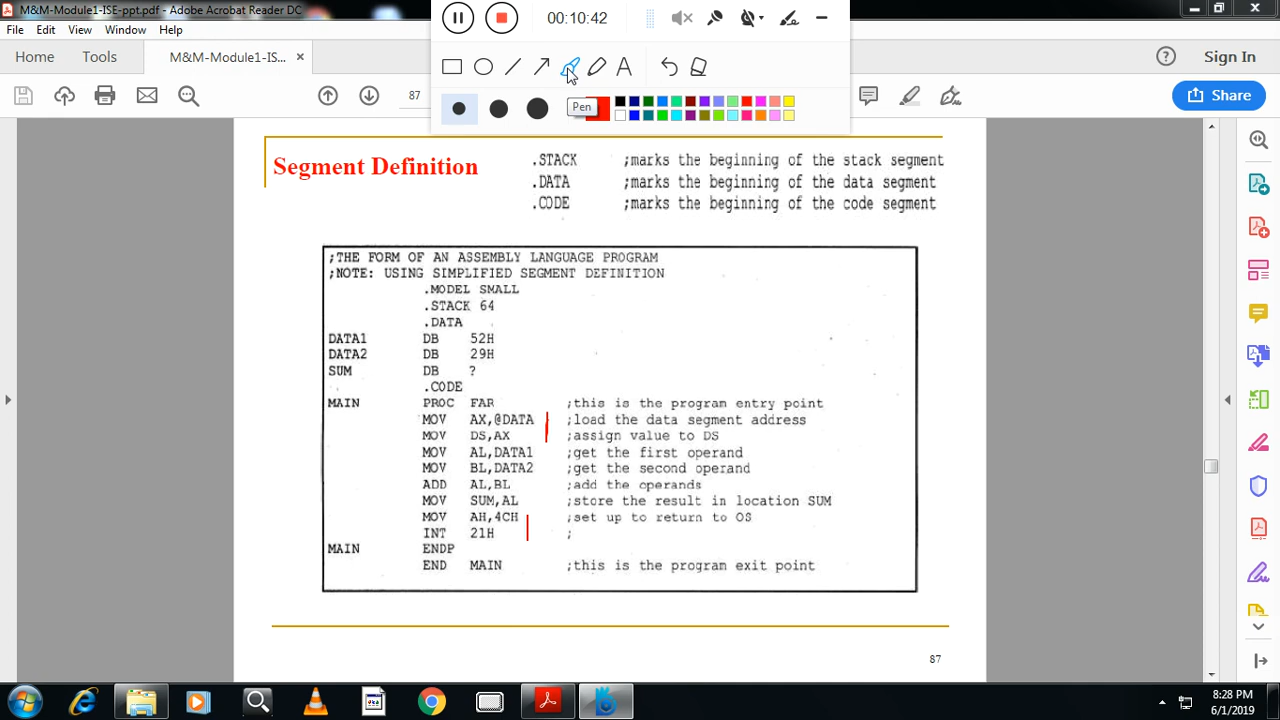 M&M-Module1-ISE-ppt.pdf - Adobe Acrobat Reader DC
00:10:42
File Edit View Window Help
Home Tools M&M-Module1-IS... × Sign In
87 Pen Share
Segment Definition
.STACK ;marks the beginning of the stack segment
.DATA ;marks the beginning of the data segment
.CODE ;marks the beginning of the code segment
;THE FORM OF AN ASSEMBLY LANGUAGE PROGRAM
;NOTE: USING SIMPLIFIED SEGMENT DEFINITION
.MODEL SMALL
.STACK 64
.DATA
DATA1 DB 52H
DATA2 DB 29H
SUM DB ?
.CODE
MAIN PROC FAR ;this is the program entry point
MOV AX,@DATA ;load the data segment address
MOV DS,AX ;assign value to DS
MOV AL,DATA1 ;get the first operand
MOV BL,DATA2 ;get the second operand
ADD AL,BL ;add the operands
MOV SUM,AL ;store the result in location SUM
MOV AH,4CH ;set up to return to OS
INT 21H ;
MAIN ENDP
END MAIN ;this is the program exit point
87
8:28 PM
6/1/2019